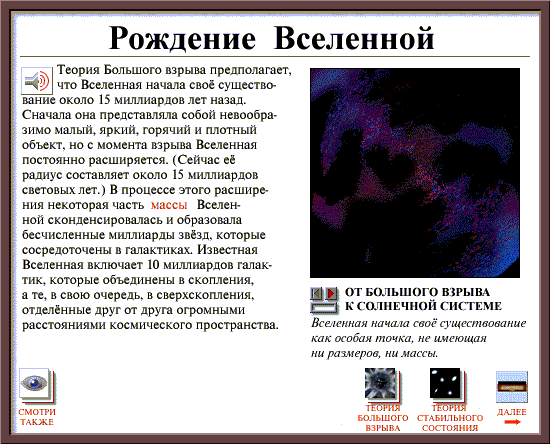 Рождение Вселенной
Теория Большого взрыва предполагает,
что Вселенная начала своё существо-
вание около 15 миллиардов лет назад.
Сначала она представляла собой невообра-
зимо малый, яркий, горячий и плотный
объект, но с момента взрыва Вселенная
постоянно расширяется. (Сейчас её
радиус составляет около 15 миллиардов
световых лет.) В процессе этого расшире-
ния некоторая часть массы Вселен-
ной сконденсировалась и образовала
бесчисленные миллиарды звёзд, которые
сосредоточены в галактиках. Известная
Вселенная включает 10 миллиардов галак-
тик, которые объединены в скопления,
а те, в свою очередь, в сверхскопления,
отделённые друг от друга огромными
расстояниями космического пространства.
ОТ БОЛЬШОГО ВЗРЫВА
К СОЛНЕЧНОЙ СИСТЕМЕ
Вселенная начала своё существование
как особая точка, не имеющая
ни размеров, ни массы.
СМОТРИ
ТАКЖЕ
ТЕОРИЯ
БОЛЬШОГО
ВЗРЫВА
ТЕОРИЯ
СТАБИЛЬНОГО
СОСТОЯНИЯ
ДАЛЕЕ